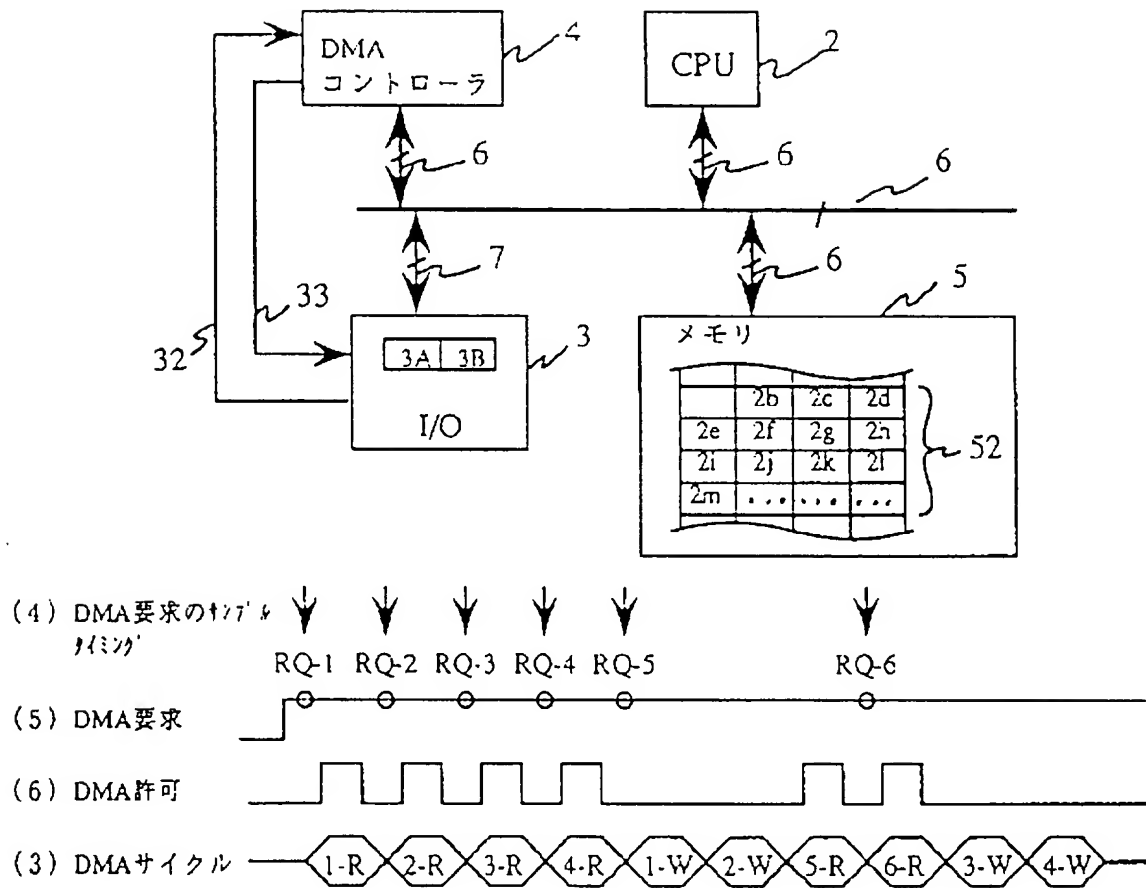 DMA
コントローラ
4
CPU
2
6
6
6
7
6
33
32
3A 3B
3
I/O
5
メモリ
2b 2c 2d
2e 2f 2g 2h
2i 2j 2k 2l
2m ... ... ...
52
(4) DMA要求のサンプル
タイミング
RQ-1 RQ-2 RQ-3 RQ-4 RQ-5 RQ-6
(5) DMA要求
(6) DMA許可
(3) DMAサイクル 1-R 2-R 3-R 4-R 1-W 2-W 5-R 6-R 3-W 4-W